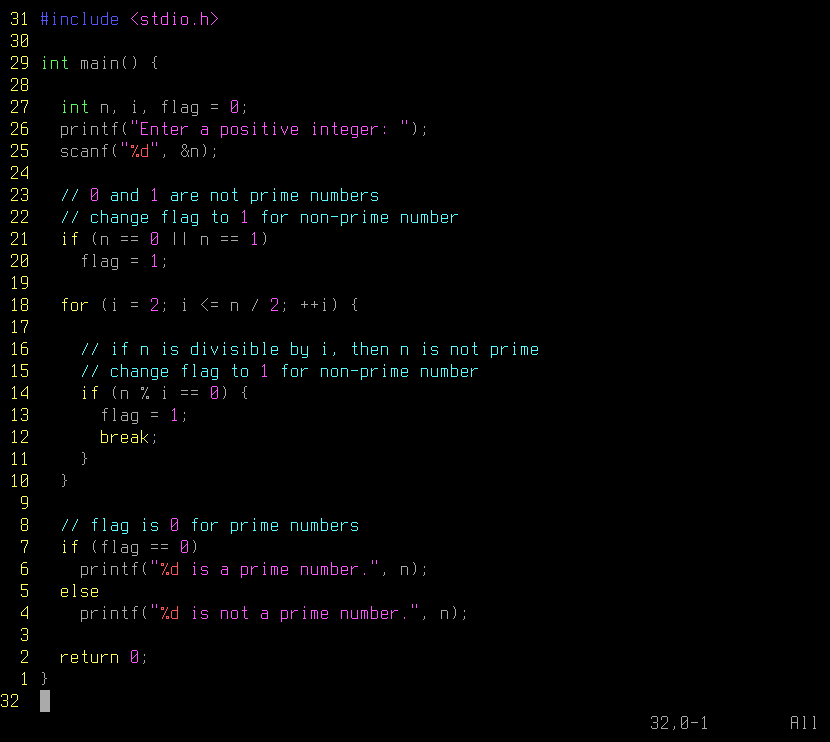 31 #include <stdio.h>
30
29 int main() {
28
27   int n, i, flag = 0;
26   printf("Enter a positive integer: ");
25   scanf("%d", &n);
24
23   // 0 and 1 are not prime numbers
22   // change flag to 1 for non-prime number
21   if (n == 0 || n == 1)
20     flag = 1;
19
18   for (i = 2; i <= n / 2; ++i) {
17
16     // if n is divisible by i, then n is not prime
15     // change flag to 1 for non-prime number
14     if (n % i == 0) {
13       flag = 1;
12       break;
11     }
10   }
 9
 8   // flag is 0 for prime numbers
 7   if (flag == 0)
 6     printf("%d is a prime number.", n);
 5   else
 4     printf("%d is not a prime number.", n);
 3
 2   return 0;
 1 }
32
32,0-1 All